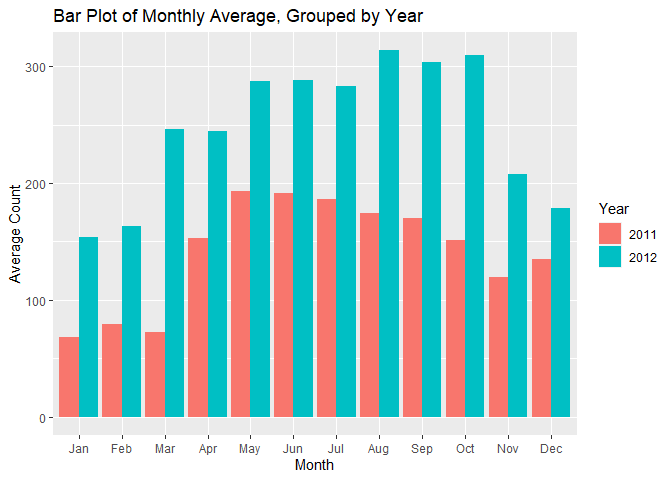 Bar Plot of Monthly Average, Grouped by Year
300
200
100
0
Average Count
Jan Feb Mar Apr May Jun Jul Aug Sep Oct Nov Dec
Month
Year
2011
2012